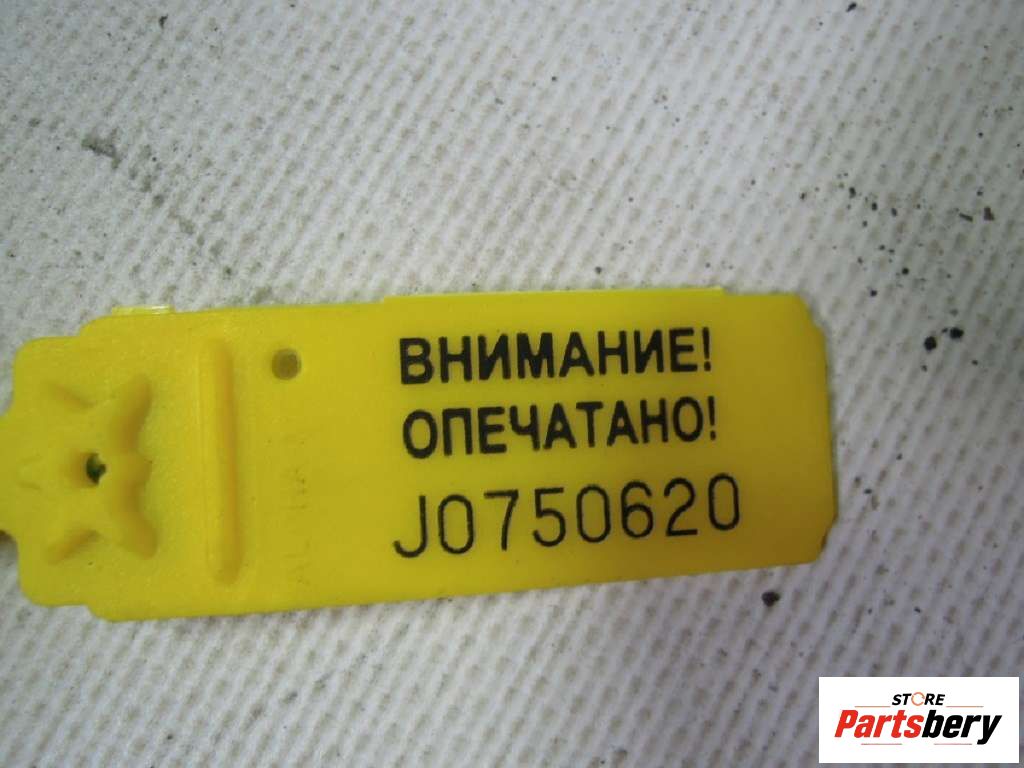 ВНИМАНИЕ!
ОПЕЧАТАНО!
J0750620
STORE
Partsbery